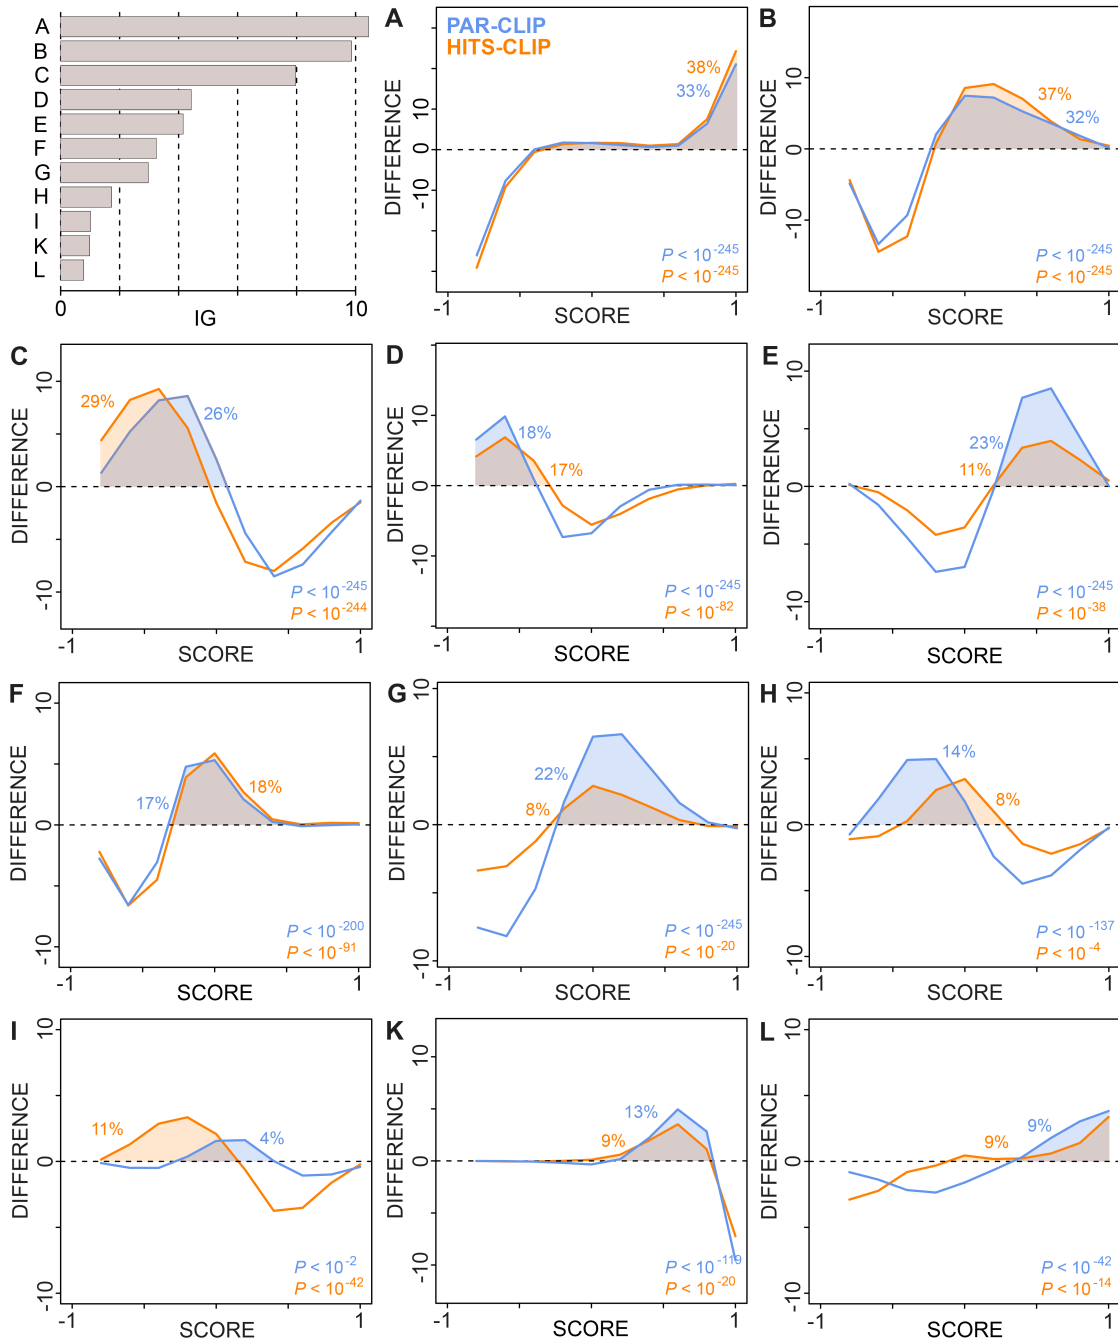 A
B
C
D
E
F
G
H
I
K
L
0
10
IG
A
PAR-CLIP
HITS-CLIP
38%
33%
10
0
-10
DIFFERENCE
P < 10-245
P < 10-245
-1
1
SCORE
B
37%
32%
10
0
-10
DIFFERENCE
P < 10-245
P < 10-245
-1
1
SCORE
C
29%
26%
10
0
-10
DIFFERENCE
P < 10-245
P < 10-244
-1
1
SCORE
D
18%
17%
10
0
-10
DIFFERENCE
P < 10-245
P < 10-82
-1
1
SCORE
E
23%
11%
10
0
-10
DIFFERENCE
P < 10-245
P < 10-38
-1
1
SCORE
F
17%
18%
10
0
-10
DIFFERENCE
P < 10-200
P < 10-91
-1
1
SCORE
G
22%
8%
10
0
-10
DIFFERENCE
P < 10-245
P < 10-20
-1
1
SCORE
H
14%
8%
10
0
-10
DIFFERENCE
P < 10-137
P < 10-4
-1
1
SCORE
I
11%
4%
10
0
-10
DIFFERENCE
P < 10-2
P < 10-42
-1
1
SCORE
K
13%
9%
10
0
-10
DIFFERENCE
P < 10-119
P < 10-20
-1
1
SCORE
L
9%
9%
10
0
-10
DIFFERENCE
P < 10-42
P < 10-14
-1
1
SCORE